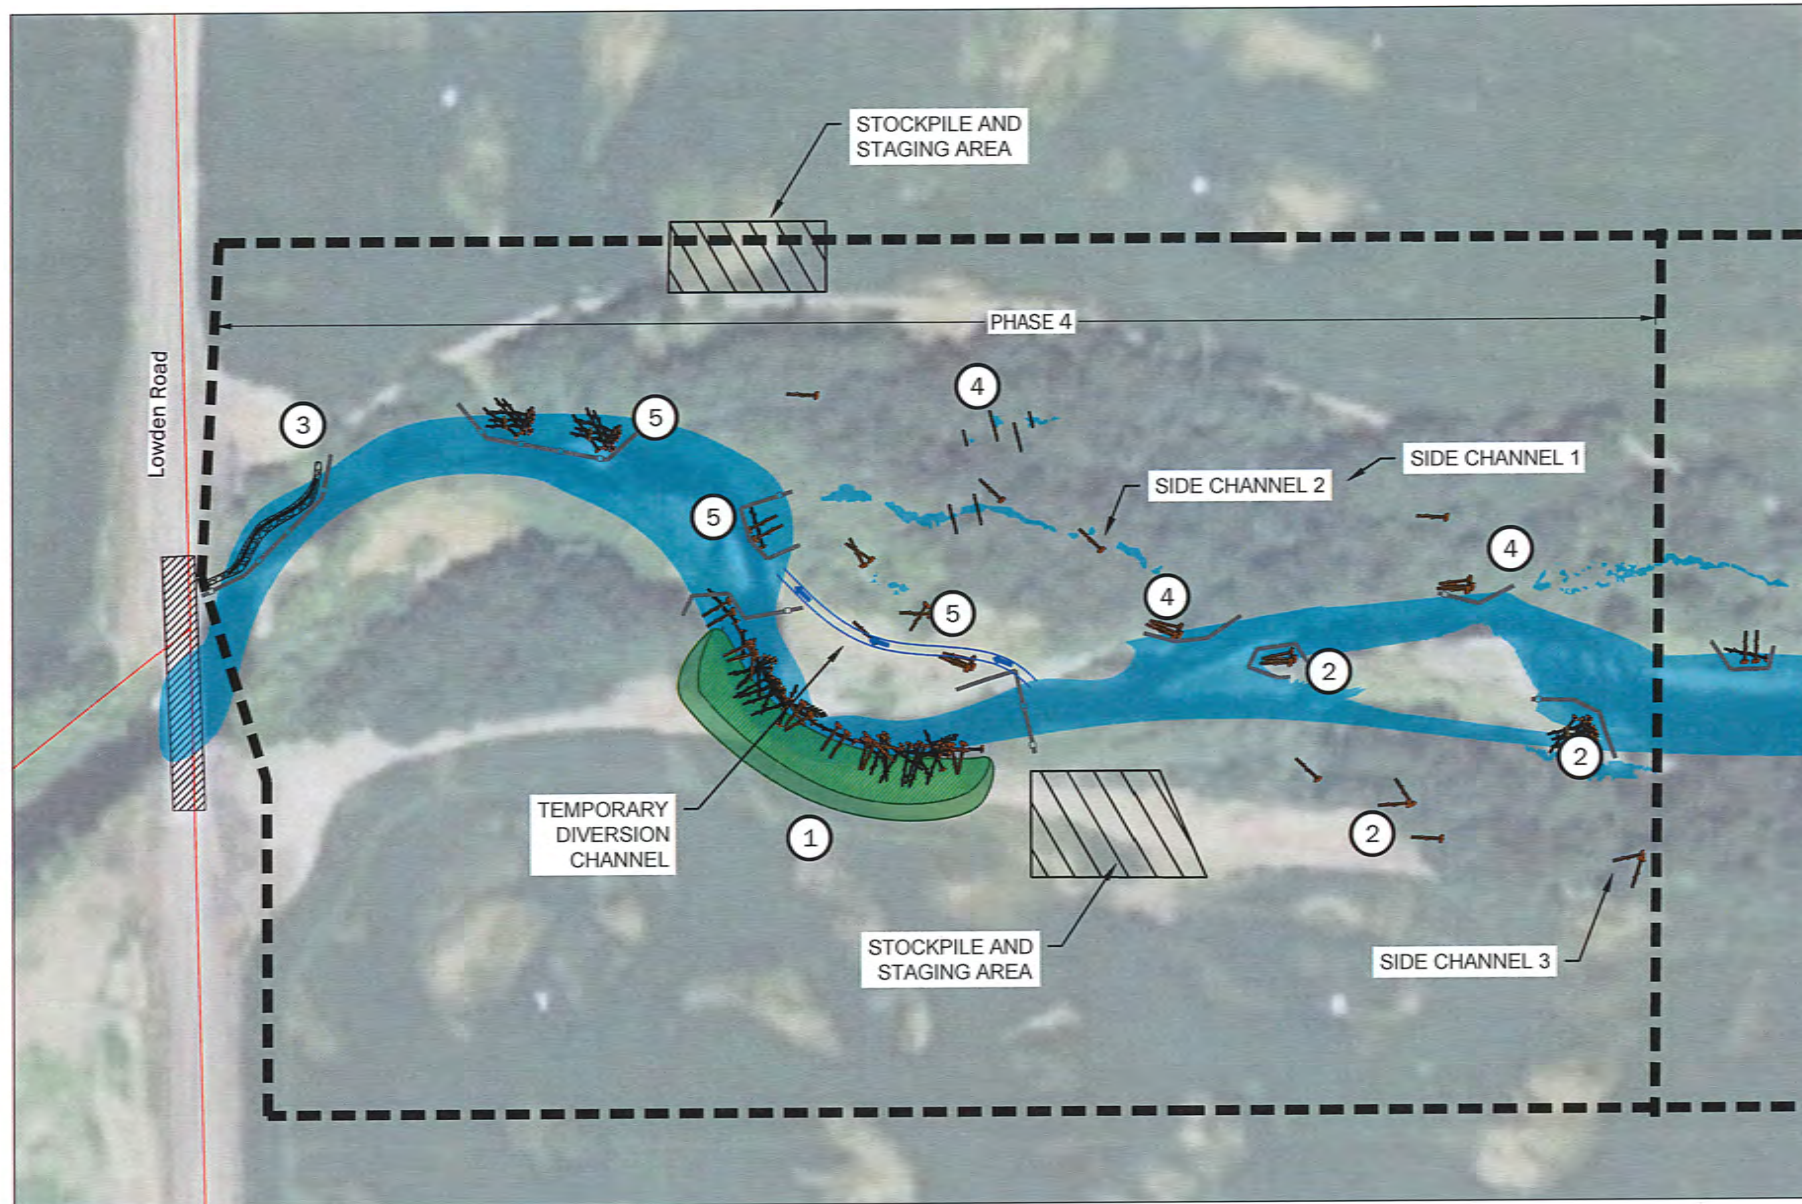 STOCKPILE AND
STAGING AREA
PHASE 4
Lowden Road
3
5
4
SIDE CHANNEL 1
SIDE CHANNEL 2
5
4
4
5
2
2
TEMPORARY
DIVERSION
CHANNEL
1
2
STOCKPILE AND
STAGING AREA
SIDE CHANNEL 3